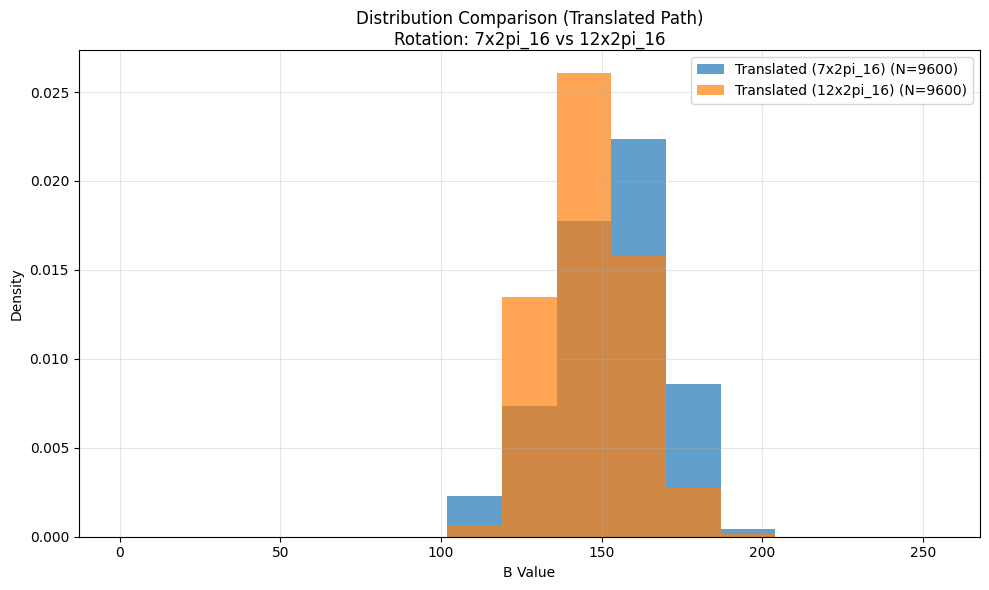 Distribution Comparison (Translated Path)
Rotation: 7x2pi_16 vs 12x2pi_16
Translated (7x2pi_16) (N=9600)
Translated (12x2pi_16) (N=9600)
Density
0.025
0.020
0.015
0.010
0.005
0.000
0 50 100 150 200 250
B Value